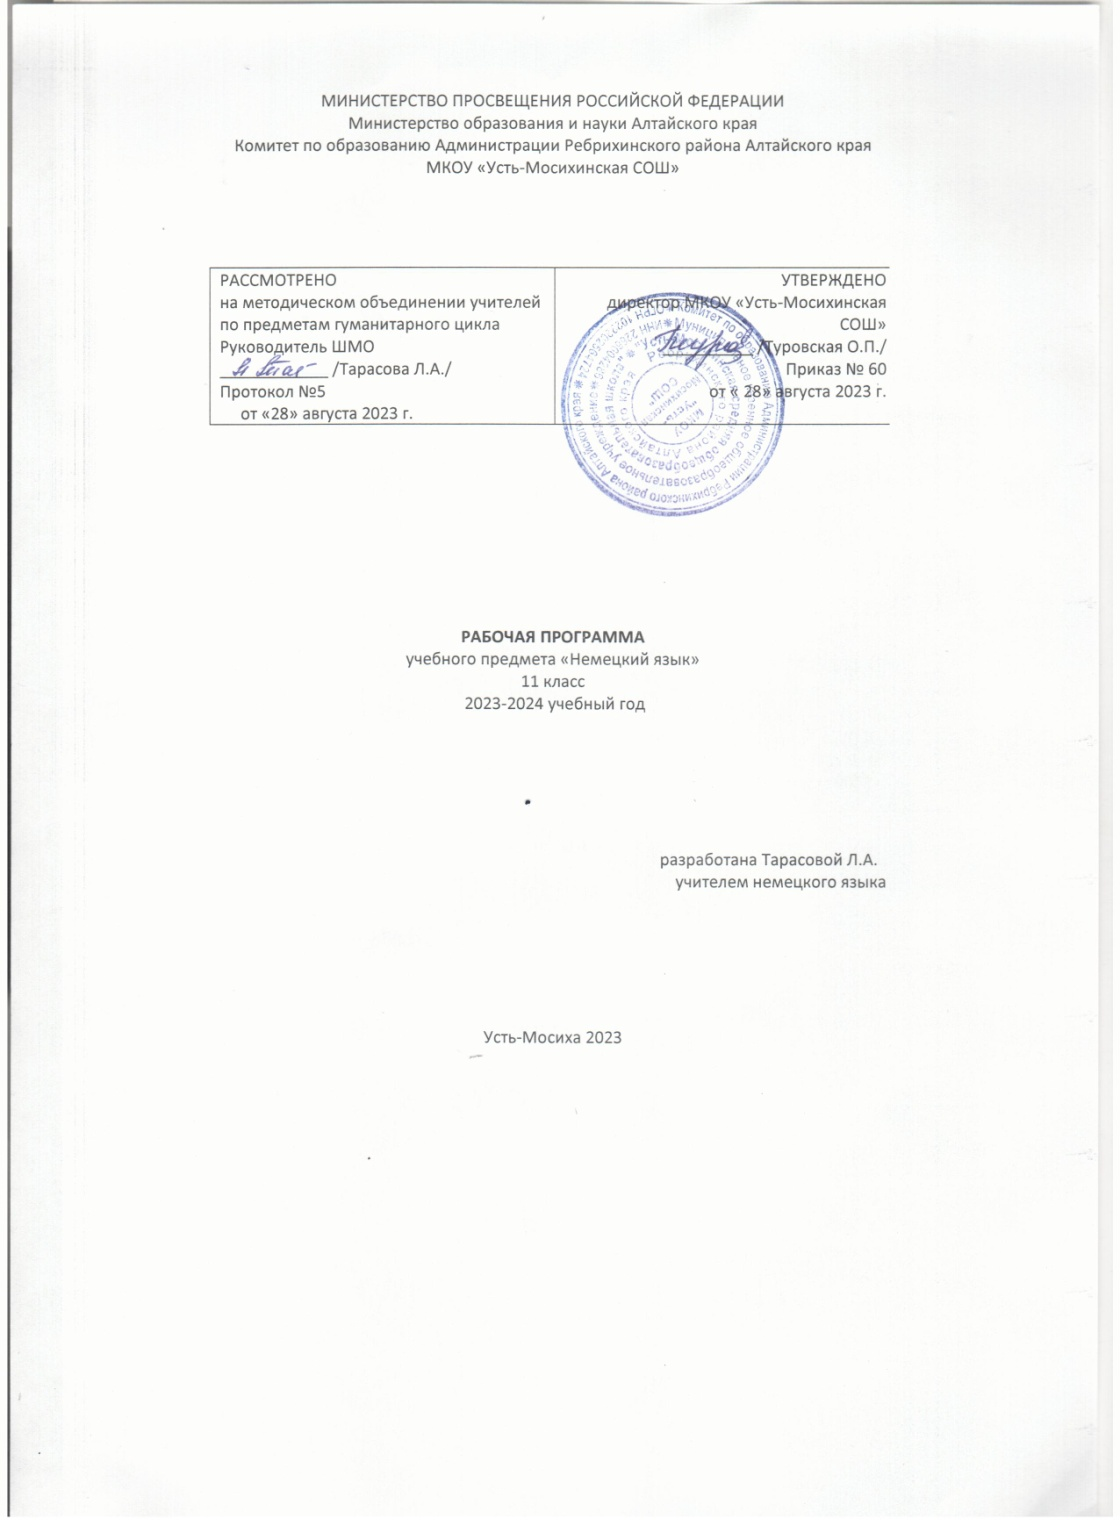 МИНИСТЕРСТВО ПРОСВЕЩЕНИЯ РОССИЙСКОЙ ФЕДЕРАЦИИ
Министерство образования и науки Алтайского края
Комитет по образованию Администрации Ребрихинского района Алтайского края
МКОУ «Усть-Мосихинская СОШ»
РАССМОТРЕНО
на методическом объединении учителей
по предметам гуманитарного цикла
Руководитель ШМО
/Тарасова Л.А./
Протокол №5
от «28» августа 2023 г.
УТВЕРЖДЕНО
директор МКОУ «Усть-Мосихинская
СОШ»
/Туровская О.П./
Приказ № 60
от « 28» августа 2023 г.
РАБОЧАЯ ПРОГРАММА
учебного предмета «Немецкий язык»
11 класс
2023-2024 учебный год
разработана Тарасовой Л.А.
учителем немецкого языка
Усть-Мосиха 2023